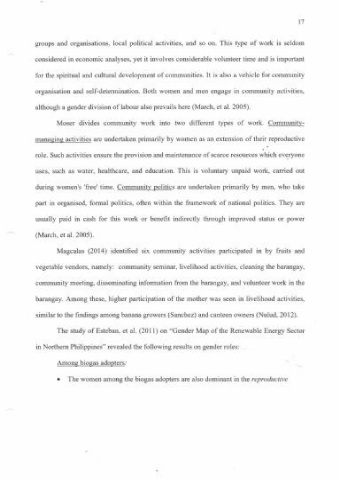 17
groups and organisations, local political activities, and so on. This type of work is seldom
considered in economic analyses, yet it involves considerable volunteer time and is important
for the spiritual and cultural development of communities. It is also a vehicle for community
organisation and self-determination. Both women and men engage in community activities,
although a gender division of labour also prevails here (March, et al. 2005).
Moser divides community work into two different types of work. Community-
managing activities are undertaken primarily by women as an extension of their reproductive
role. Such activities ensure the provision and maintenance of scarce resources which everyone
uses, such as water, healthcare, and education. This is voluntary unpaid work, carried out
during women's 'free' time. Community politics are undertaken primarily by men, who take
part in organised, formal politics, often within the framework of national politics. They are
usually paid in cash for this work or benefit indirectly through improved status or power
(March, et al. 2005).
Magcalas (2014) identified six community activities participated in by fruits and
vegetable vendors, namely: community seminar, livelihood activities, cleaning the barangay,
community meeting, disseminating information from the barangay, and volunteer work in the
barangay. Among these, higher participation of the mother was seen in livelihood activities,
similar to the findings among banana growers (Sanchez) and canteen owners (Nulud, 2012).
The study of Esteban, et al. (2011) on "Gender Map of the Renewable Energy Sector
in Northern Philippines" revealed the following results on gender roles:
Among biogas adopters:
• The women among the biogas adopters are also dominant in the reproductive